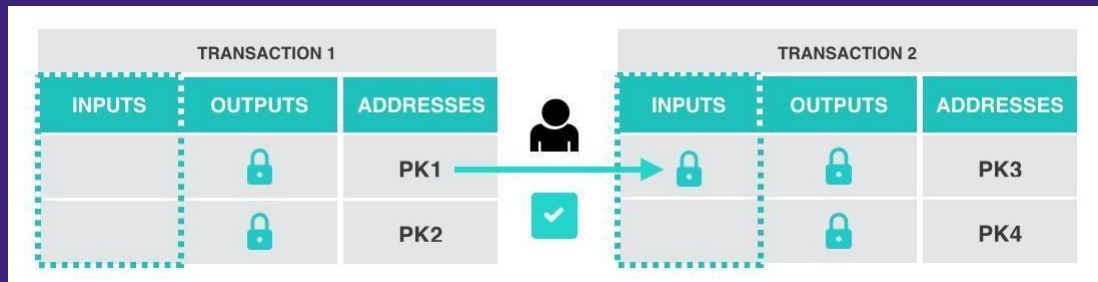 TRANSACTION 1
INPUTS OUTPUTS ADDRESSES
PK1
PK2
TRANSACTION 2
INPUTS OUTPUTS ADDRESSES
PK3
PK4